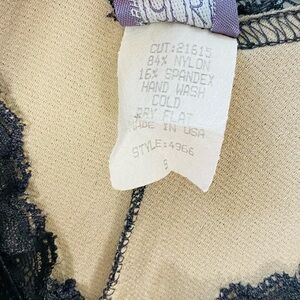 CUT:21615
84% NYLON
16% SPANDEX
HAND WASH
COLD
DRY FLAT
MADE IN USA
STYLE:4966